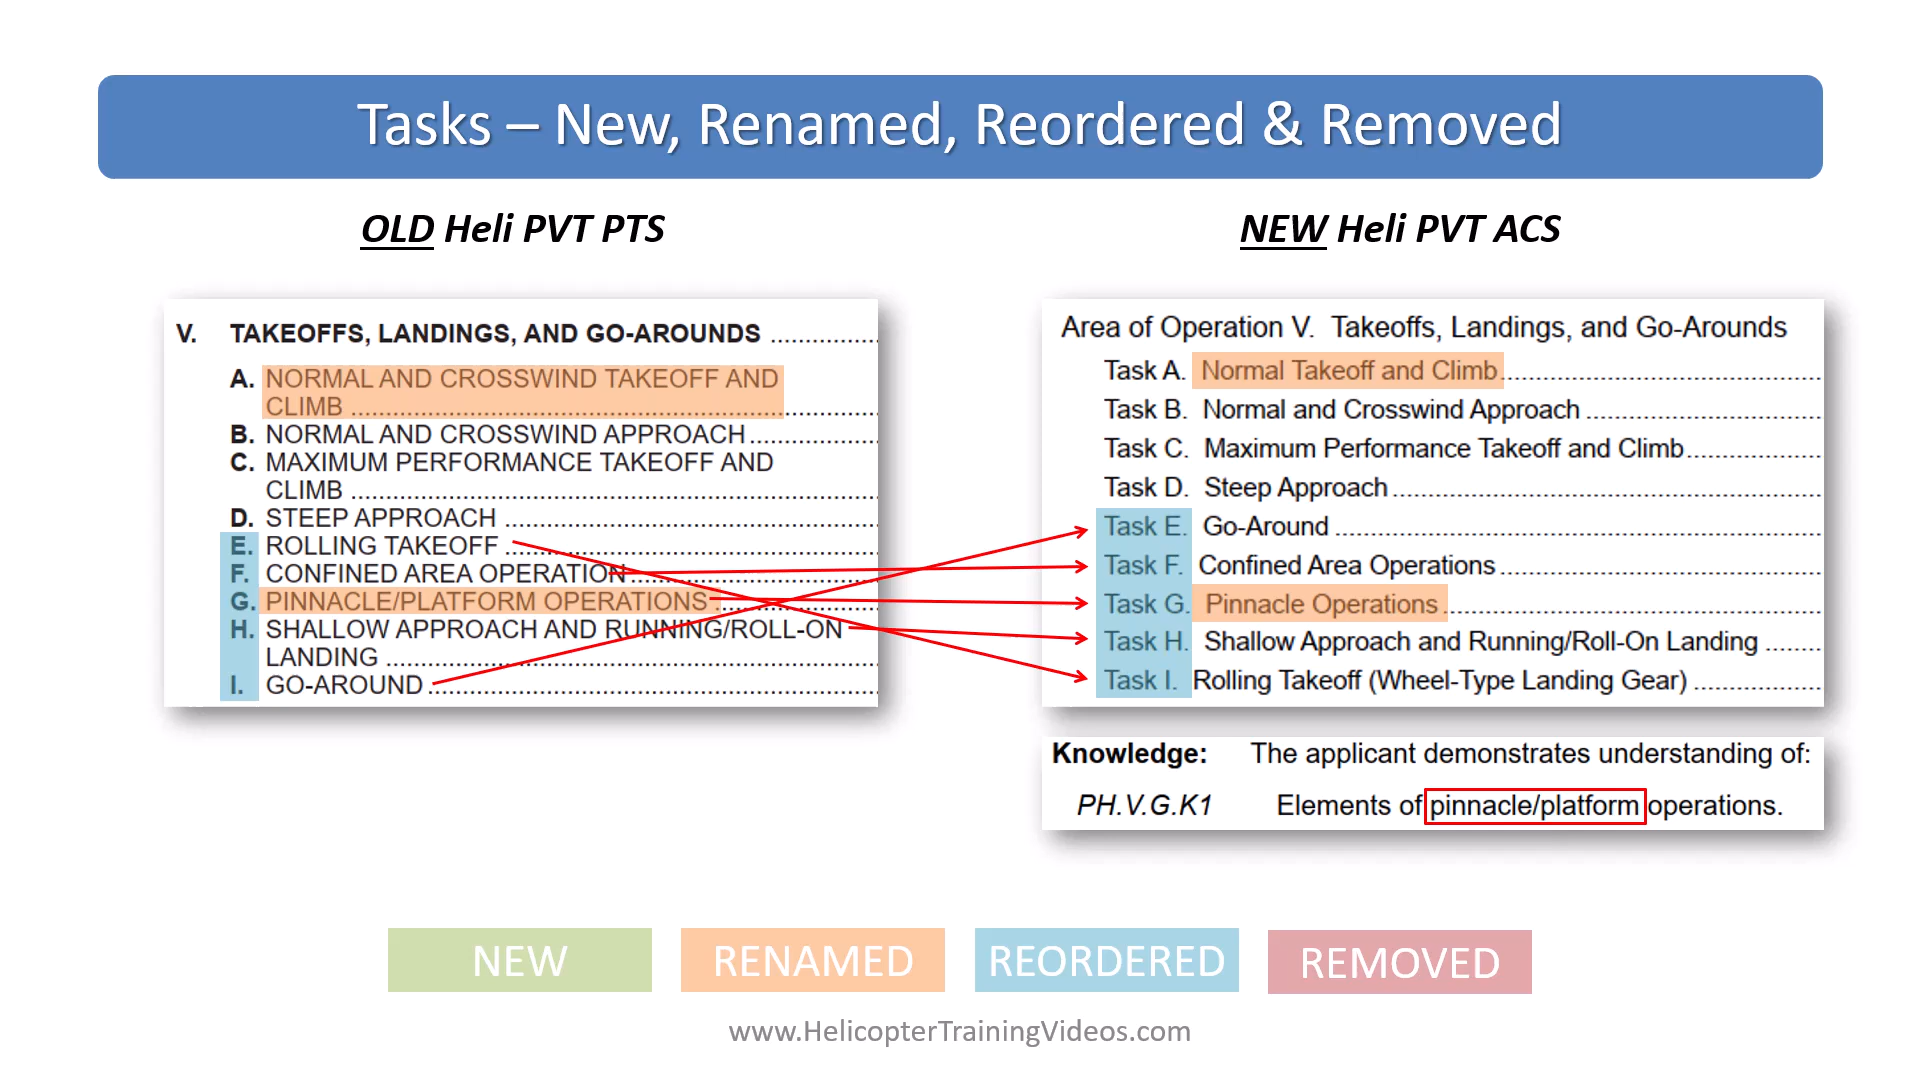 Tasks – New, Renamed, Reordered & Removed
OLD Heli PVT PTS
NEW Heli PVT ACS
V. TAKEOFFS, LANDINGS, AND GO-AROUNDS
A. NORMAL AND CROSSWIND TAKEOFF AND
CLIMB
B. NORMAL AND CROSSWIND APPROACH
C. MAXIMUM PERFORMANCE TAKEOFF AND
CLIMB
D. STEEP APPROACH
E. ROLLING TAKEOFF
F. CONFINED AREA OPERATION
G. PINNACLE/PLATFORM OPERATIONS
H. SHALLOW APPROACH AND RUNNING/ROLL-ON
LANDING
I. GO-AROUND
Area of Operation V. Takeoffs, Landings, and Go-Arounds
Task A. Normal Takeoff and Climb
Task B. Normal and Crosswind Approach
Task C. Maximum Performance Takeoff and Climb
Task D. Steep Approach
Task E. Go-Around
Task F. Confined Area Operations
Task G. Pinnacle Operations
Task H. Shallow Approach and Running/Roll-On Landing
Task I. Rolling Takeoff (Wheel-Type Landing Gear)
Knowledge: The applicant demonstrates understanding of:
PH.V.G.K1 Elements of pinnacle/platform operations.
NEW
RENAMED
REORDERED
REMOVED
www.HelicopterTrainingVideos.com